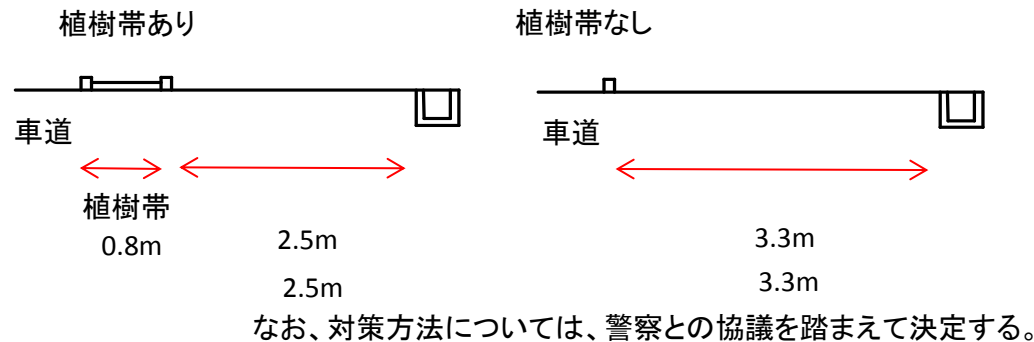 植樹帯あり 植樹帯なし
車道 車道
植樹帯
0.8m 2.5m 3.3m
2.5m 3.3m
なお、対策方法については、警察との協議を踏まえて決定する。